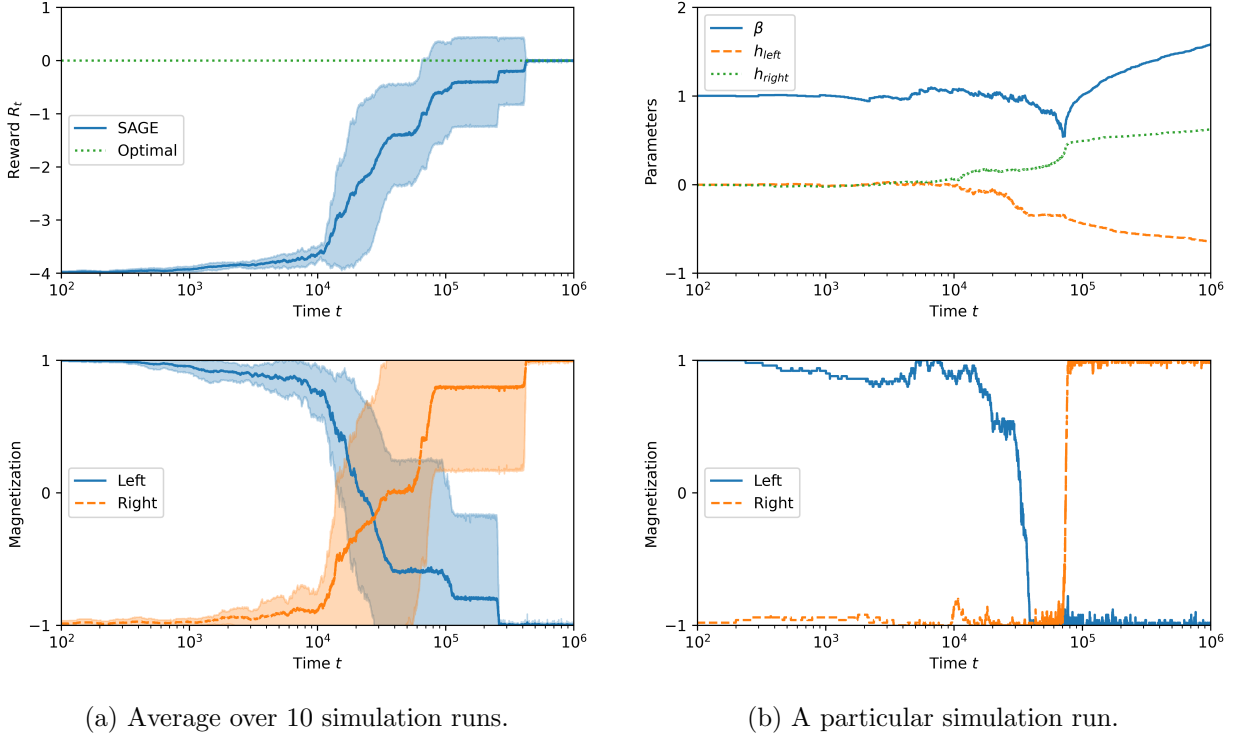 1
0
−1
−2
−3
−4
Reward R_t
SAGE
Optimal
10^2 10^3 10^4 10^5 10^6
Time t
2
1
0
−1
Parameters
β
h_left
h_right
10^2 10^3 10^4 10^5 10^6
Time t
1
0
−1
Magnetization
Left
Right
10^2 10^3 10^4 10^5 10^6
Time t
1
0
−1
Magnetization
Left
Right
10^2 10^3 10^4 10^5 10^6
Time t
(a) Average over 10 simulation runs.
(b) A particular simulation run.